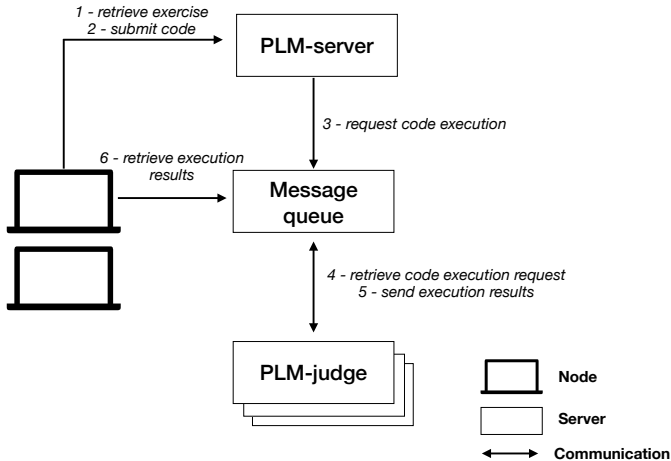 1 - retrieve exercise
2 - submit code
PLM-server
3 - request code execution
6 - retrieve execution
results
Message
queue
4 - retrieve code execution request
5 - send execution results
PLM-judge
Node
Server
Communication